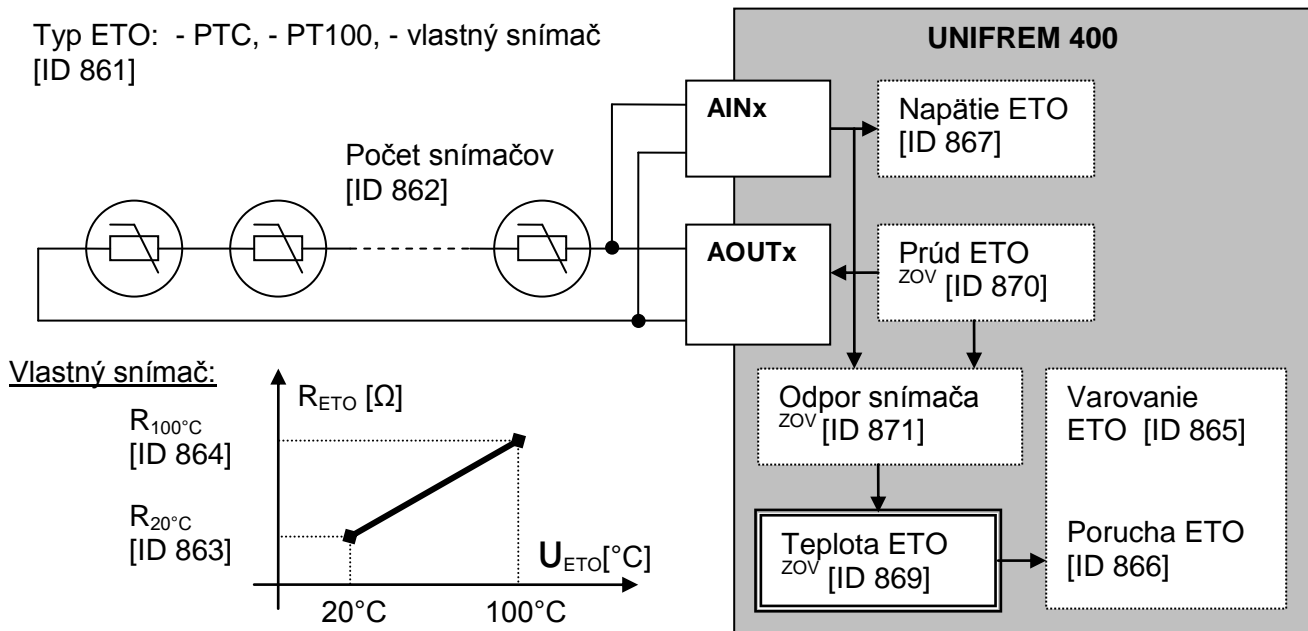 Typ ETO: - PTC, - PT100, - vlastný snímač
[ID 861]
UNIFREM 400
AINx
Napätie ETO
[ID 867]
Počet snímačov
[ID 862]
AOUTx
Prúd ETO
ZOV [ID 870]
Vlastný snímač:
RETO [Ω]
R100°C
[ID 864]
R20°C
[ID 863]
UETO[°C]
20°C
100°C
Odpor snímača
ZOV [ID 871]
Varovanie
ETO [ID 865]
Porucha ETO
[ID 866]
Teplota ETO
ZOV [ID 869]